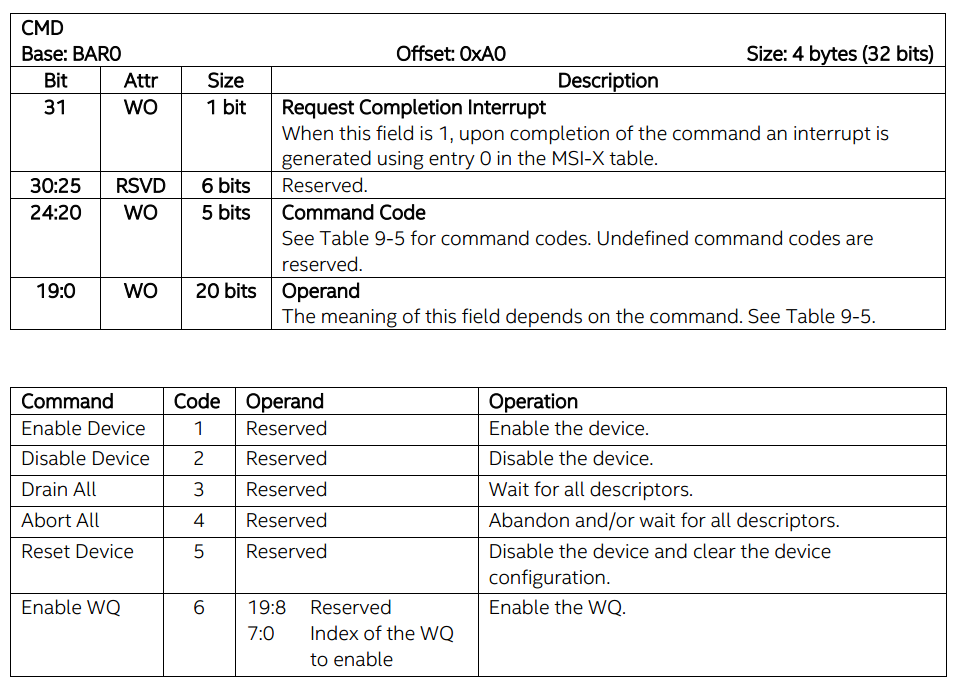 CMD
Base: BAR0 Offset: 0xA0 Size: 4 bytes (32 bits)
Bit Attr Size Description
31 WO 1 bit Request Completion Interrupt
When this field is 1, upon completion of the command an interrupt is
generated using entry 0 in the MSI-X table.
30:25 RSVD 6 bits Reserved.
24:20 WO 5 bits Command Code
See Table 9-5 for command codes. Undefined command codes are
reserved.
19:0 WO 20 bits Operand
The meaning of this field depends on the command. See Table 9-5.
Command Code Operand Operation
Enable Device 1 Reserved Enable the device.
Disable Device 2 Reserved Disable the device.
Drain All 3 Reserved Wait for all descriptors.
Abort All 4 Reserved Abandon and/or wait for all descriptors.
Reset Device 5 Reserved Disable the device and clear the device
configuration.
Enable WQ 6 19:8 Reserved Enable the WQ.
7:0 Index of the WQ
to enable